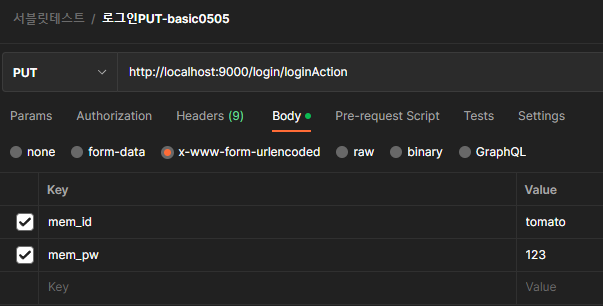 서블릿테스트 / 로그인PUT-basic0505
PUT http://localhost:9000/login/loginAction
Params Authorization Headers (9) Body Pre-request Script Tests Settings
none form-data x-www-form-urlencoded raw binary GraphQL
Key Value
mem_id tomato
mem_pw 123
Key Value